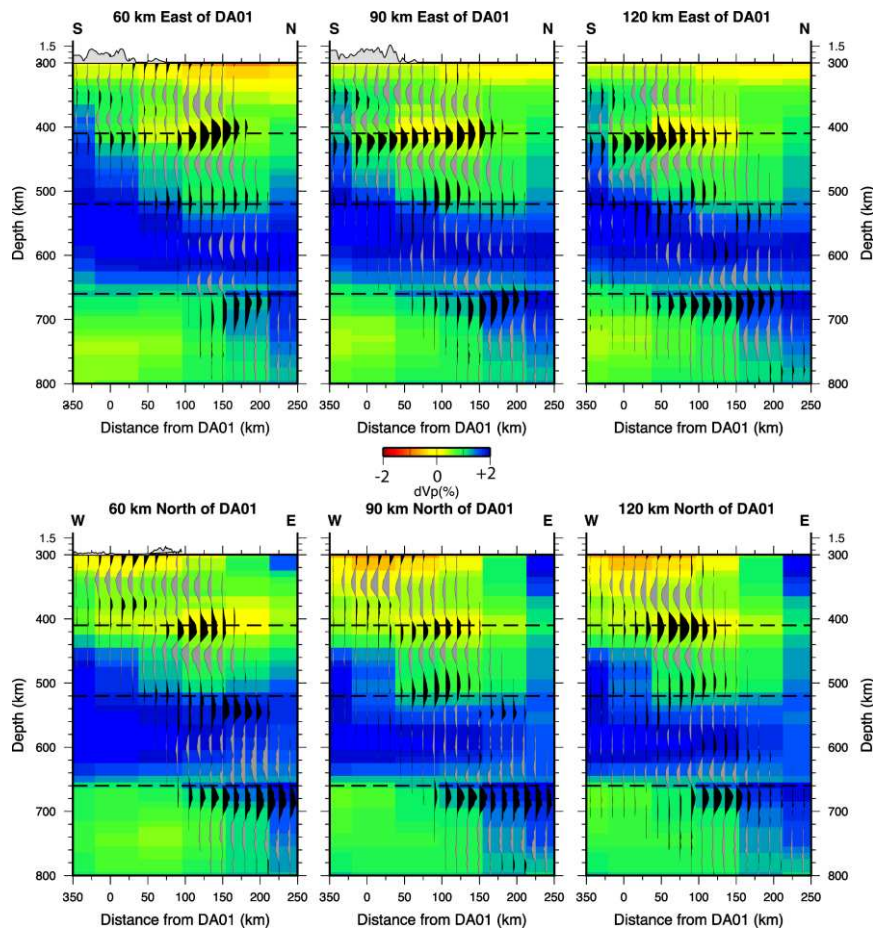 60 km East of DA01 90 km East of DA01 120 km East of DA01
S N S N S N
1.5 1.5
300 300
400 400
500 500
600 600
700 700
800 800
Depth (km) Depth (km) Depth (km)
350 0 50 100 150 200 250 350 0 50 100 150 200 250 350 0 50 100 150 200 250
Distance from DA01 (km) Distance from DA01 (km) Distance from DA01 (km)
-2 0 +2
dVp(%)
60 km North of DA01 90 km North of DA01 120 km North of DA01
W E W E W E
1.5 1.5
300 300
400 400
500 500
600 600
700 700
800 800
Depth (km) Depth (km)
350 0 50 100 150 200 250 350 0 50 100 150 200 250 350 0 50 100 150 200 250
Distance from DA01 (km) Distance from DA01 (km) Distance from DA01 (km)